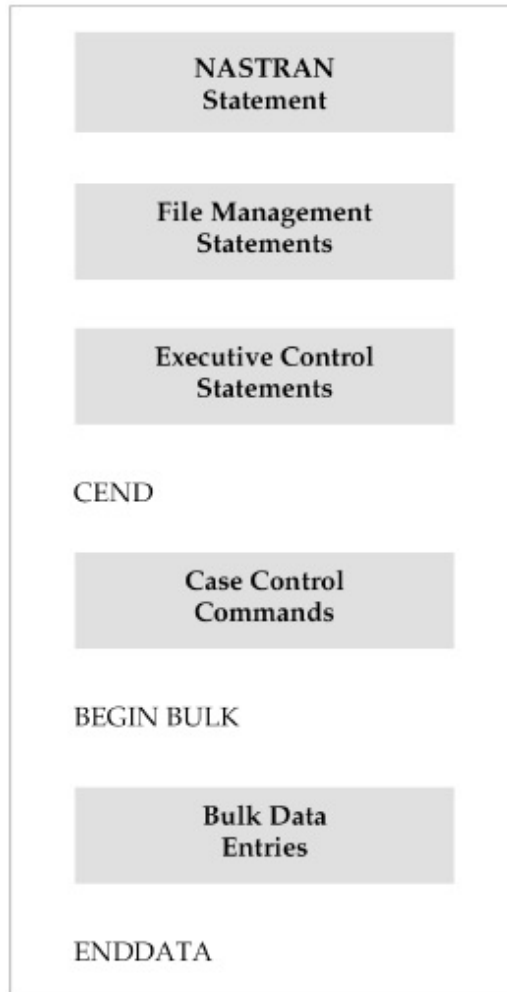 NASTRAN
Statement
File Management
Statements
Executive Control
Statements
CEND
Case Control
Commands
BEGIN BULK
Bulk Data
Entries
ENDDATA